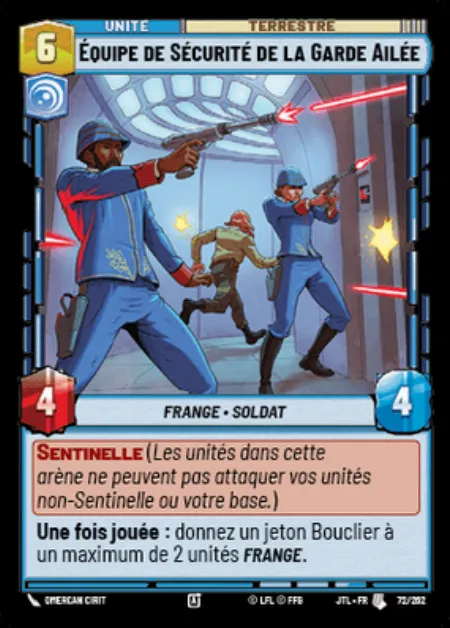 UNITÉ
TERRESTRE
6
ÉQUIPE DE SÉCURITÉ DE LA GARDE AILÉE
4
4
FRANGE • SOLDAT
SENTINELLE (Les unités dans cette
arène ne peuvent pas attaquer vos unités
non-Sentinelle ou votre base.)
Une fois jouée : donnez un jeton Bouclier à
un maximum de 2 unités FRANGE.
OMERCAN CIRIT
A
© LFL © FFG
JTL • FR
72/262